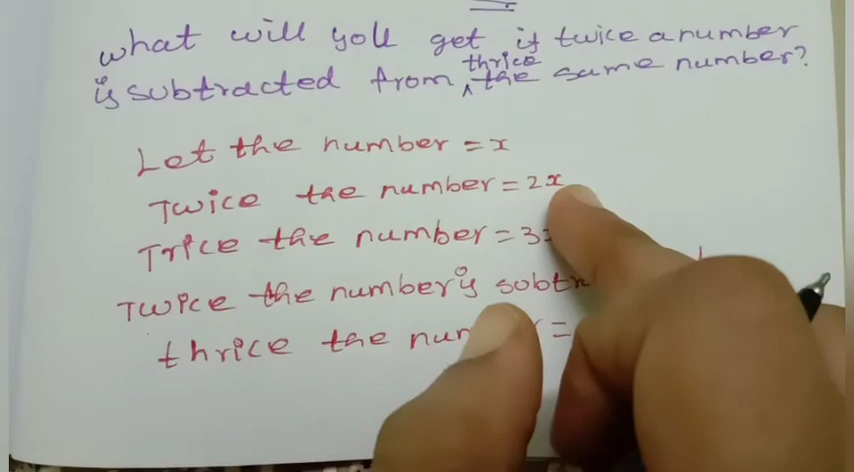 what will you get if twice a number
thrice
is subtracted from ^ the same number?
Let the number = x
Twice the number = 2x
Trice the number = 3
Twice the number is
thrice the =